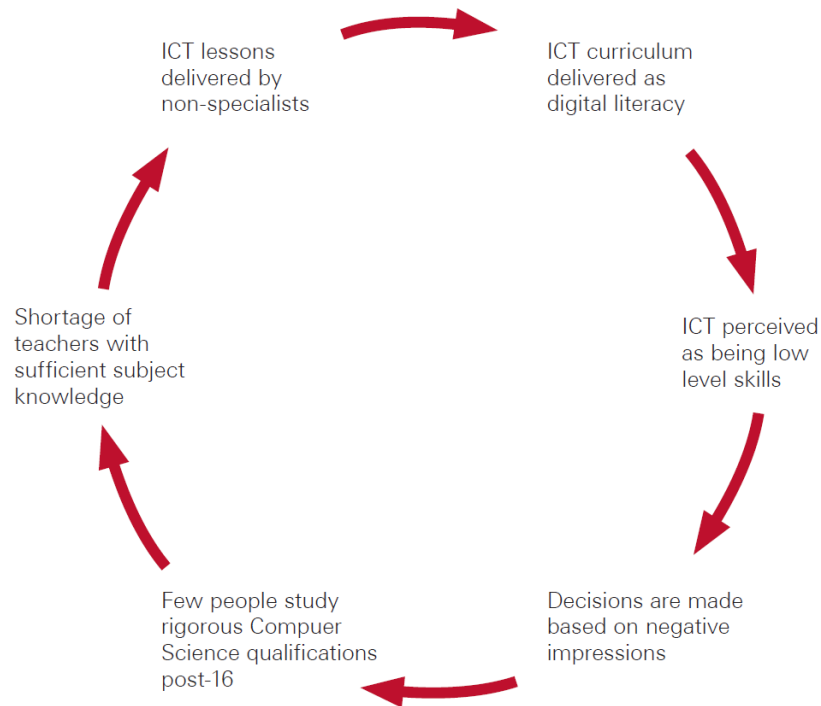 ICT lessons
delivered by
non-specialists
ICT curriculum
delivered as
digital literacy
ICT perceived
as being low
level skills
Decisions are made
based on negative
impressions
Few people study
rigorous Compuer
Science qualifications
post-16
Shortage of
teachers with
sufficient subject
knowledge